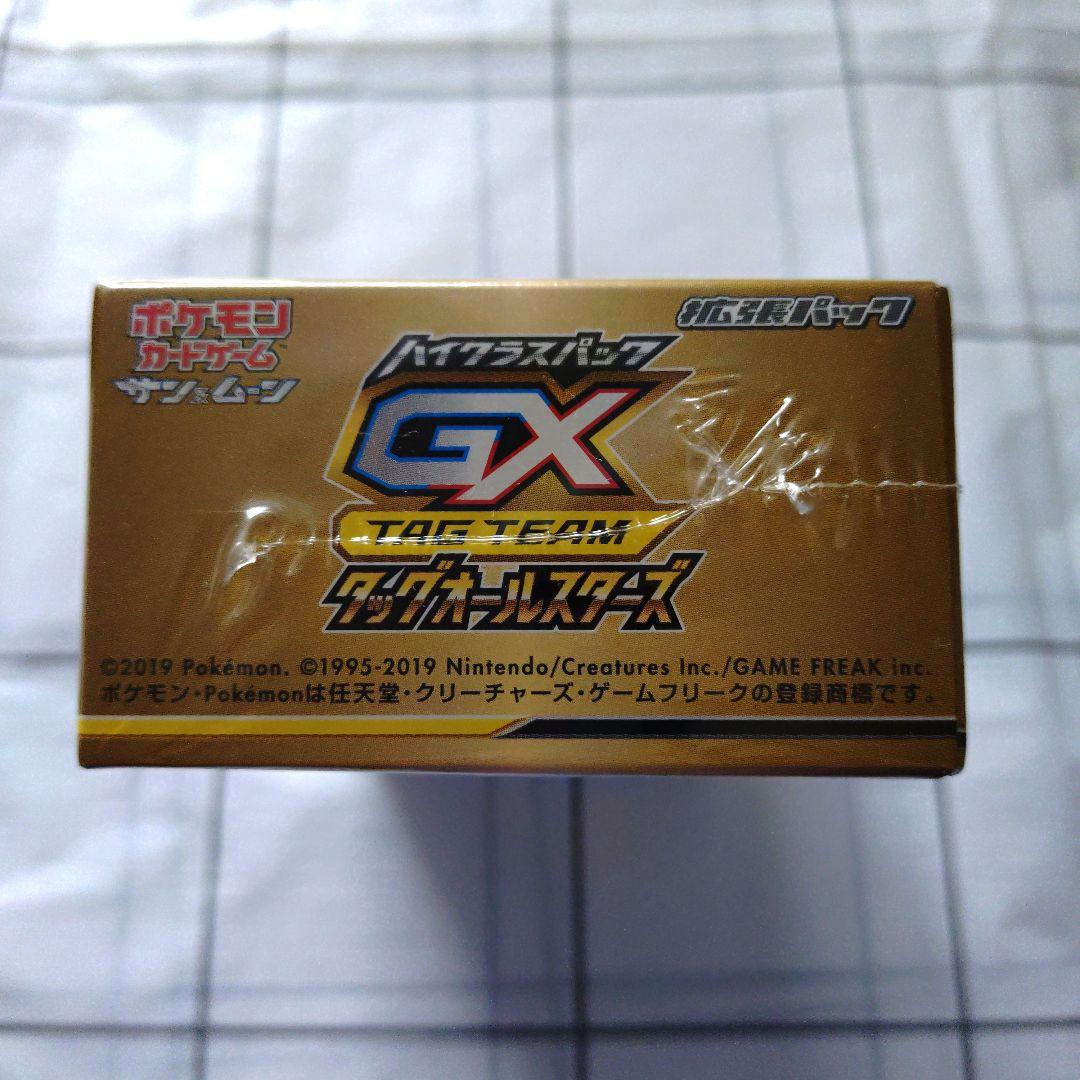 ポケモン
カードゲーム
サン&ムーン
拡張パック
ハイクラスパック
GX
TAG TEAM
タッグオールスターズ
©2019 Pokémon. ©1995-2019 Nintendo/Creatures Inc./GAME FREAK inc.
ポケモン・Pokémonは任天堂・クリーチャーズ・ゲームフリークの登録商標です。